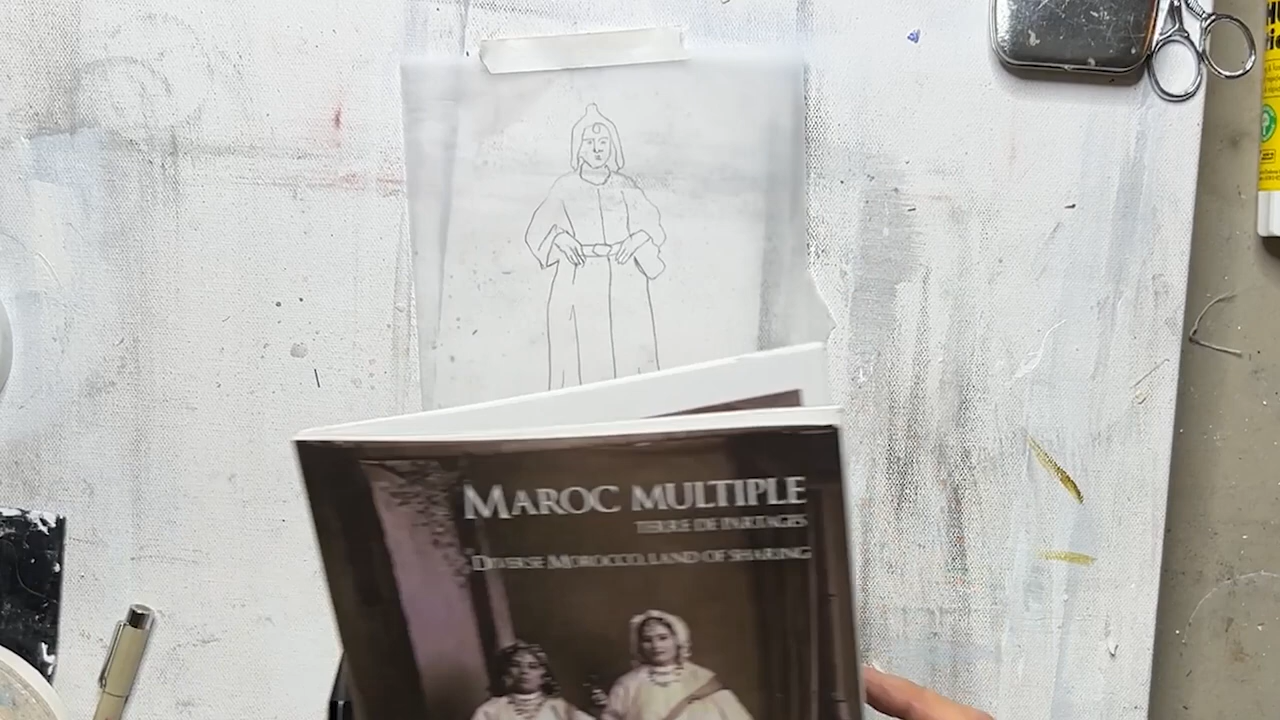 MAROC MULTIPLE
TERRE DE PARTAGES
DIVERSE MOROCCO, LAND OF SHARING